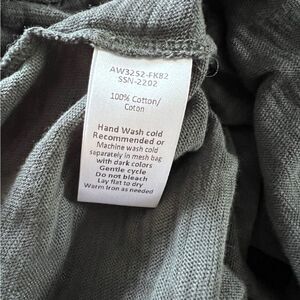 AW3252-FKB2
SSN-2202
100% Cotton/
Coton
Hand Wash cold
Recommended or
Machine wash cold
separately in mesh bag
with dark colors
Gentle cycle
Do not bleach
Lay flat to dry
Warm Iron as needed